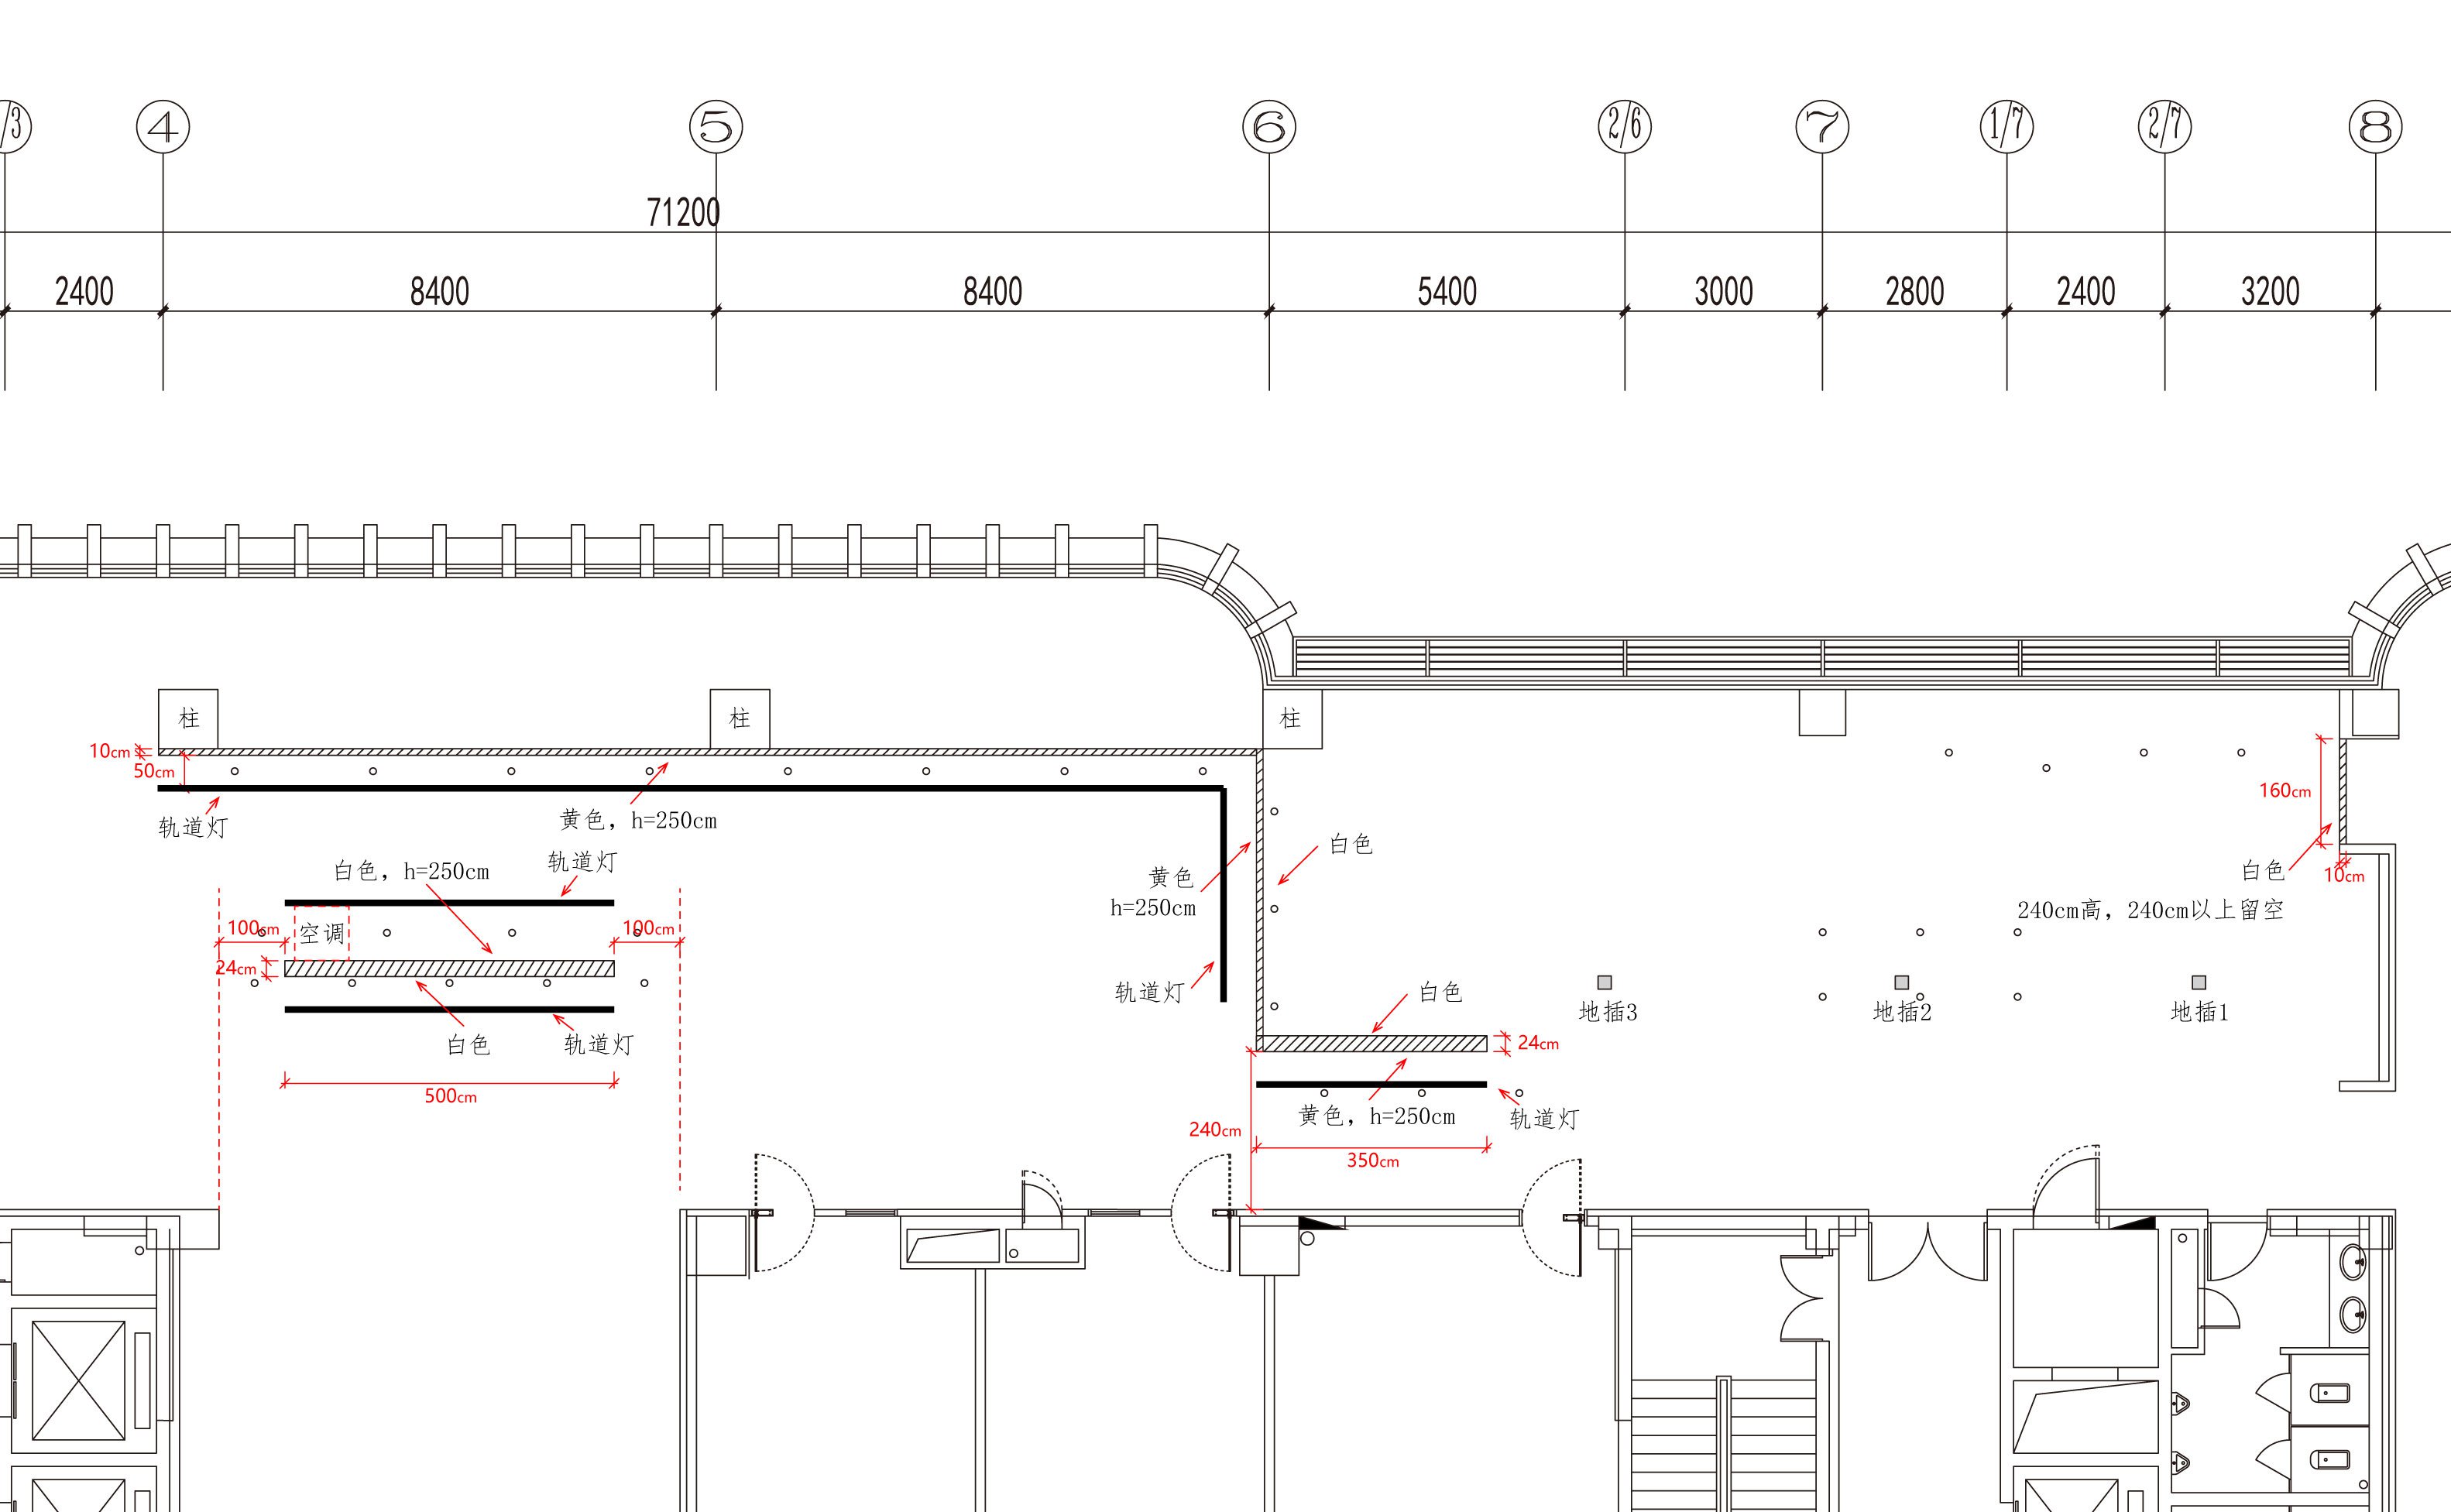 /3
4
5
6
2/6
7
1/7
2/7
8
71200
2400
8400
8400
5400
3000
2800
2400
3200
柱
柱
柱
10cm
50cm
轨道灯
黄色，h=250cm
白色，h=250cm
轨道灯
100cm
空调
100cm
24cm
白色
轨道灯
500cm
黄色
h=250cm
轨道灯
白色
白色
24cm
黄色，h=250cm
轨道灯
240cm
350cm
160cm
白色
10cm
240cm高，240cm以上留空
地插3
地插2
地插1